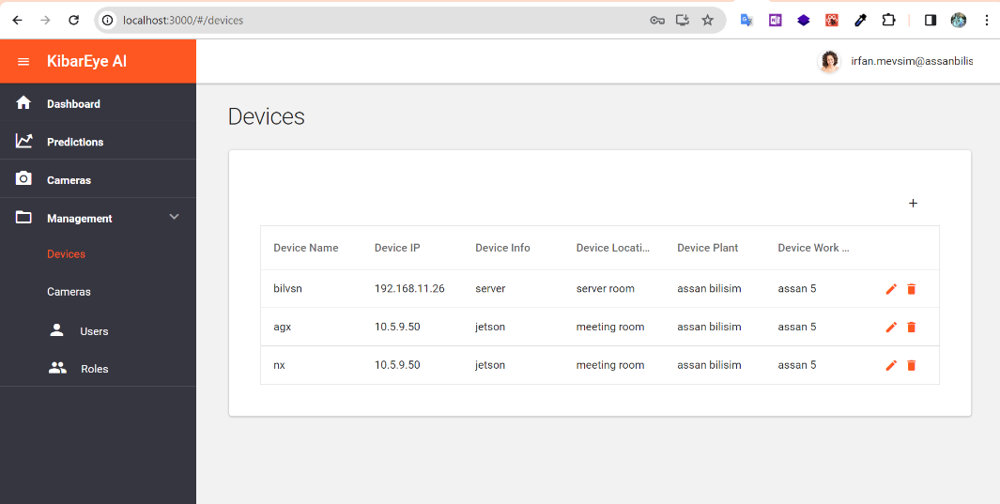 localhost:3000/#/devices
KibarEye AI
irfan.mevsim@assanbilis
Dashboard
Predictions
Cameras
Management
Devices
Cameras
Users
Roles
Devices
+
Device Name Device IP Device Info Device Locati... Device Plant Device Work ...
bilvsn 192.168.11.26 server server room assan bilisim assan 5
agx 10.5.9.50 jetson meeting room assan bilisim assan 5
nx 10.5.9.50 jetson meeting room assan bilisim assan 5